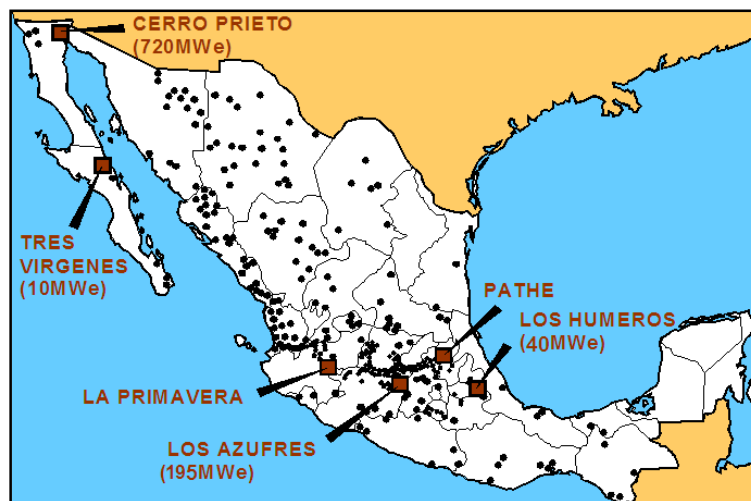 CERRO PRIETO
(720MWe)
TRES
VIRGENES
(10MWe)
PATHE
LOS HUMEROS
(40MWe)
LA PRIMAVERA
LOS AZUFRES
(195MWe)